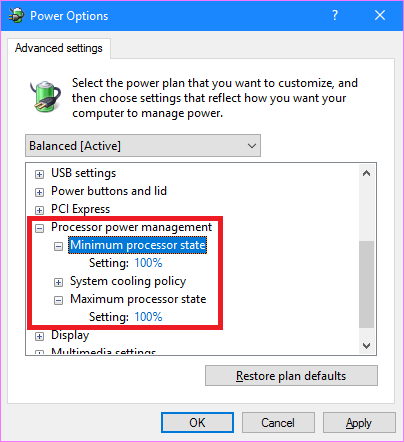 Power Options
Advanced settings
Select the power plan that you want to customize, and
then choose settings that reflect how you want your
computer to manage power.
Balanced [Active]
USB settings
Power buttons and lid
PCI Express
Processor power management
Minimum processor state
Setting: 100%
System cooling policy
Maximum processor state
Setting: 100%
Display
Multimedia settings
Restore plan defaults
OK
Cancel
Apply